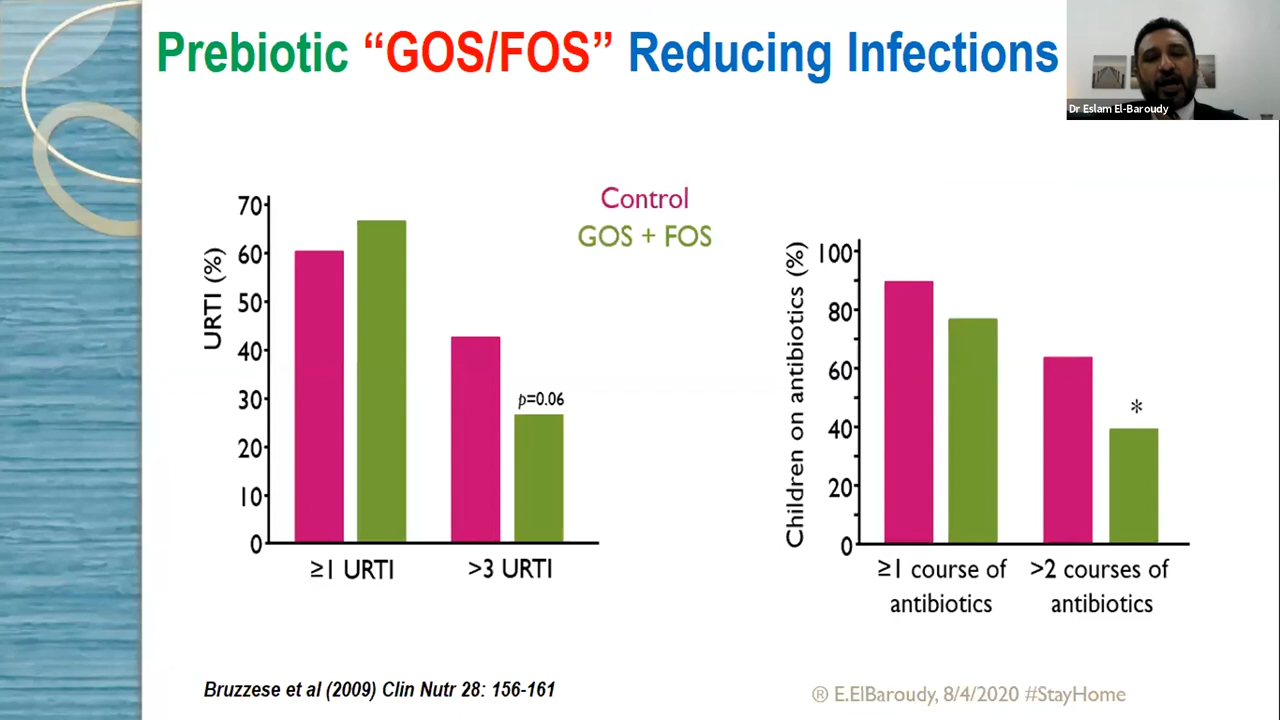 Prebiotic “GOS/FOS” Reducing Infections
Dr Eslam El-Baroudy
Control
GOS + FOS
URTI (%)
70
60
50
40
30
20
10
0
p=0.06
≥1 URTI
>3 URTI
Children on antibiotics (%)
100
80
60
40
20
0
*
≥1 course of
antibiotics
>2 courses of
antibiotics
Bruzzese et al (2009) Clin Nutr 28: 156-161
® E.ElBaroudy, 8/4/2020 #StayHome